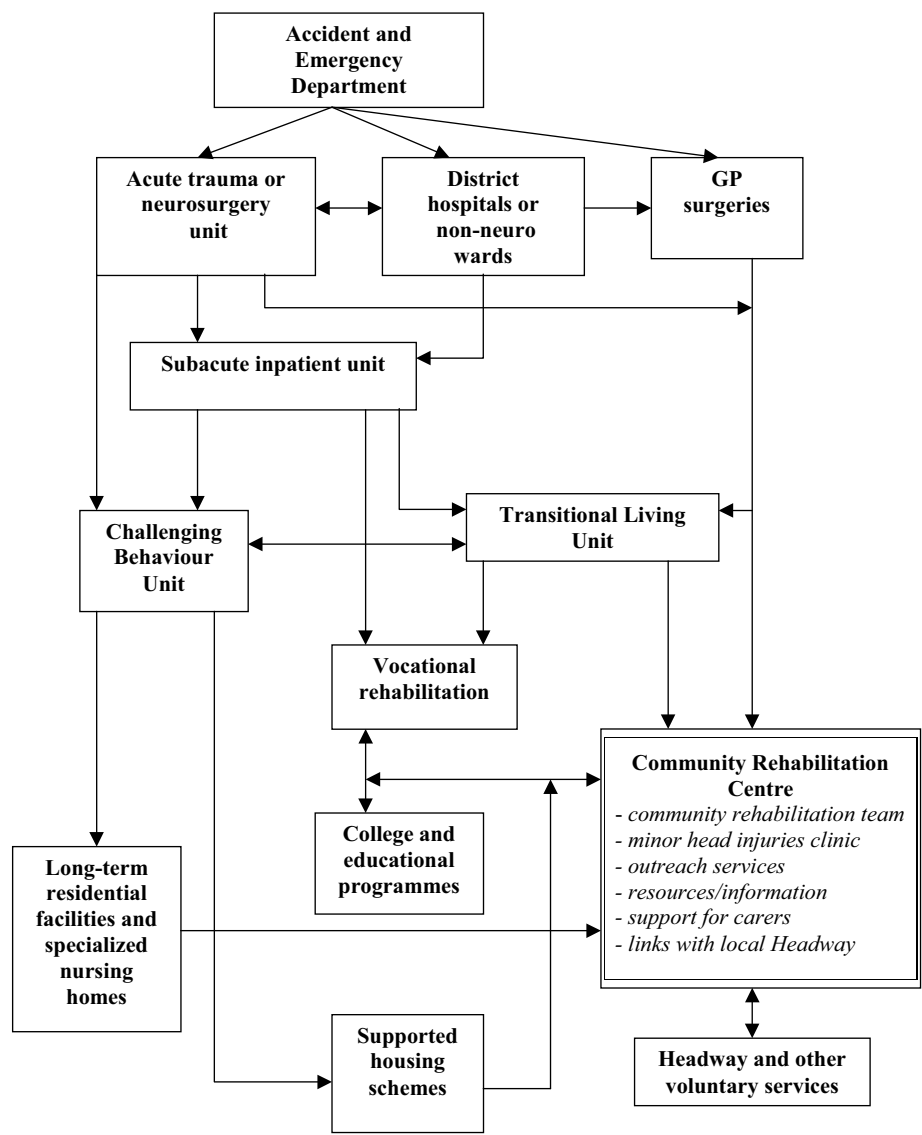 Accident and
Emergency
Department
Acute trauma or
neurosurgery
unit
District
hospitals or
non-neuro
wards
GP
surgeries
Subacute inpatient unit
Challenging
Behaviour
Unit
Transitional Living
Unit
Vocational
rehabilitation
Community Rehabilitation
Centre
- community rehabilitation team
- minor head injuries clinic
- outreach services
- resources/information
- support for carers
- links with local Headway
College and
educational
programmes
Long-term
residential
facilities and
specialized
nursing
homes
Supported
housing
schemes
Headway and other
voluntary services